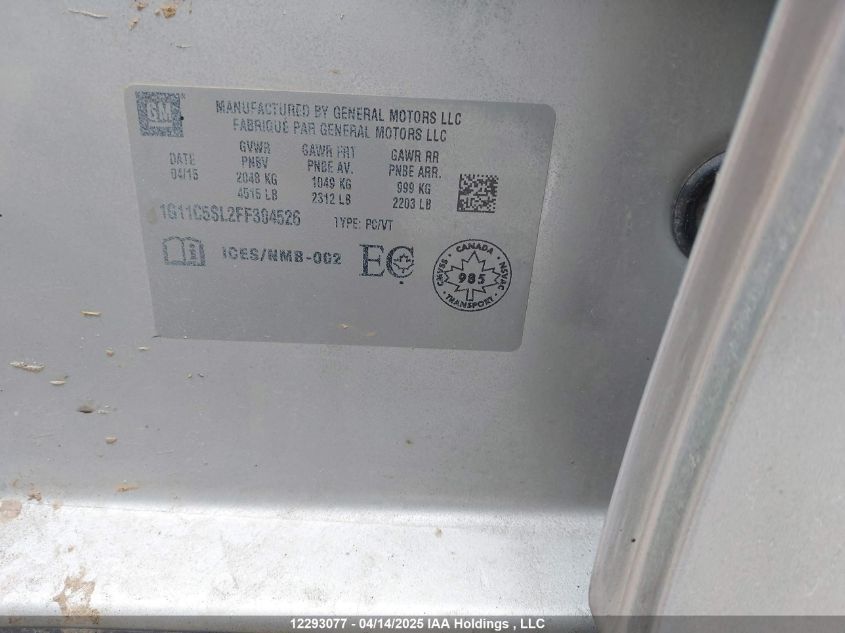 GM
MANUFACTURED BY GENERAL MOTORS LLC
FABRIQUÉ PAR GENERAL MOTORS LLC
DATE
04/15
GVWR
PNBV
2048 KG
4515 LB
GAWR FRT
PNBE AV.
1049 KG
2312 LB
GAWR RR
PNBE ARR.
999 KG
2203 LB
1G11C5SL2FF304526
TYPE: PC/VT
i
ICES/NMB-002
EC
CANADA
CMVSS
NSVAC
985
TRANSPORT
12293077 - 04/14/2025 IAA Holdings , LLC